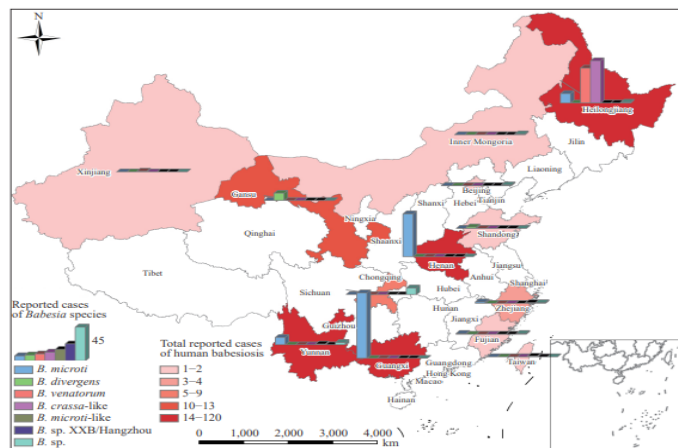 N
Heilongjiang
Inner Mongoria
Jilin
Xinjiang
Liaoning
Gansu
Beijing
Tianjin
Hebei
Shanxi
Ningxia
Shandong
Qinghai
Shaanxi
Henan
Jiangsu
Tibet
Anhui
Chongqing
Shanghai
Sichuan
Hubei
Zhejiang
Reported cases
of Babesia species
45
B. microti
B. divergens
B. venatorum
B. crassa-like
B. microti-like
B. sp. XXB/Hangzhou
B. sp.
Hunan
Jiangxi
Guizhou
Fujian
Yunnan
Guangxi
Taiwan
Guangdong
Hong Kong
Macao
Hainan
Total reported cases
of human babesiosis
1−2
3−4
5−9
10−13
14−120
0 1,000 2,000 3,000 4,000
km